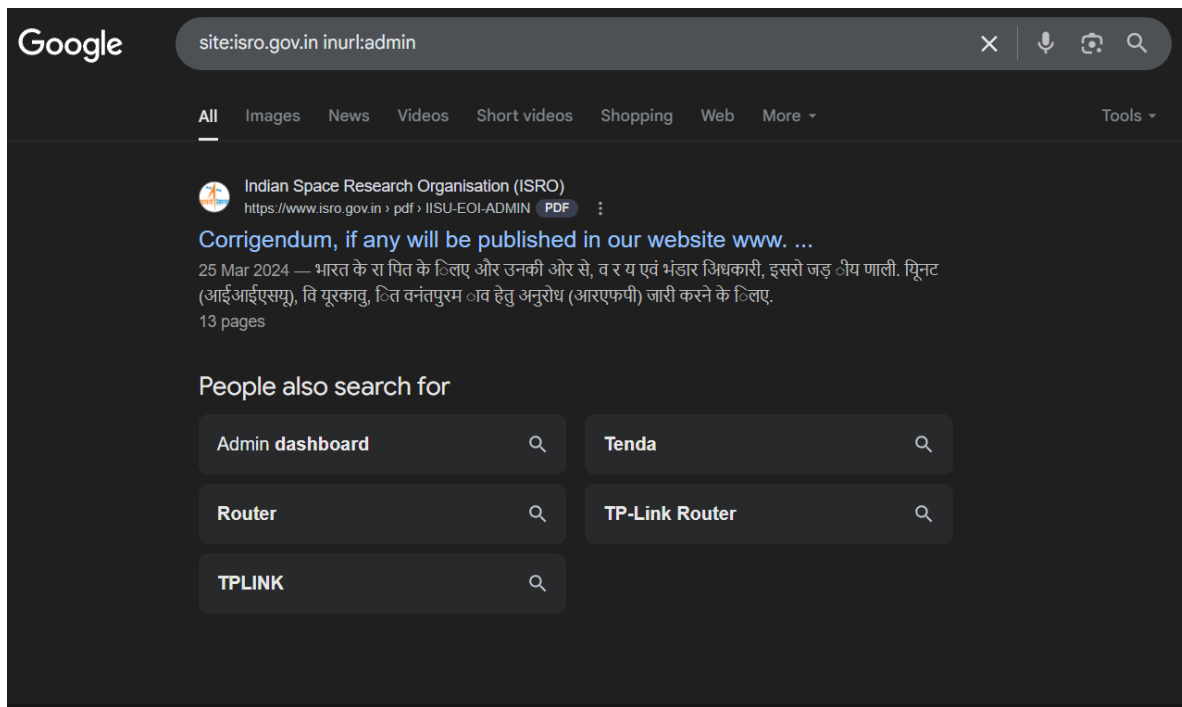 Google
site:isro.gov.in inurl:admin
All Images News Videos Short videos Shopping Web More Tools
Indian Space Research Organisation (ISRO)
https://www.isro.gov.in › pdf › IISU-EOI-ADMIN PDF
Corrigendum, if any will be published in our website www. ...
25 Mar 2024 — भारत के रा पित के िलए और उनकी ओर से, व र य एवं भंडार अिधकारी, इसरो जड़ ीय णाली. यूिनट
(आईआईएसयू), वि यूरकावु, ित वनंतपुरम ाव हेतु अनुरोध (आरएफपी) जारी करने के िलए.
13 pages
People also search for
Admin dashboard
Tenda
Router
TP-Link Router
TPLINK